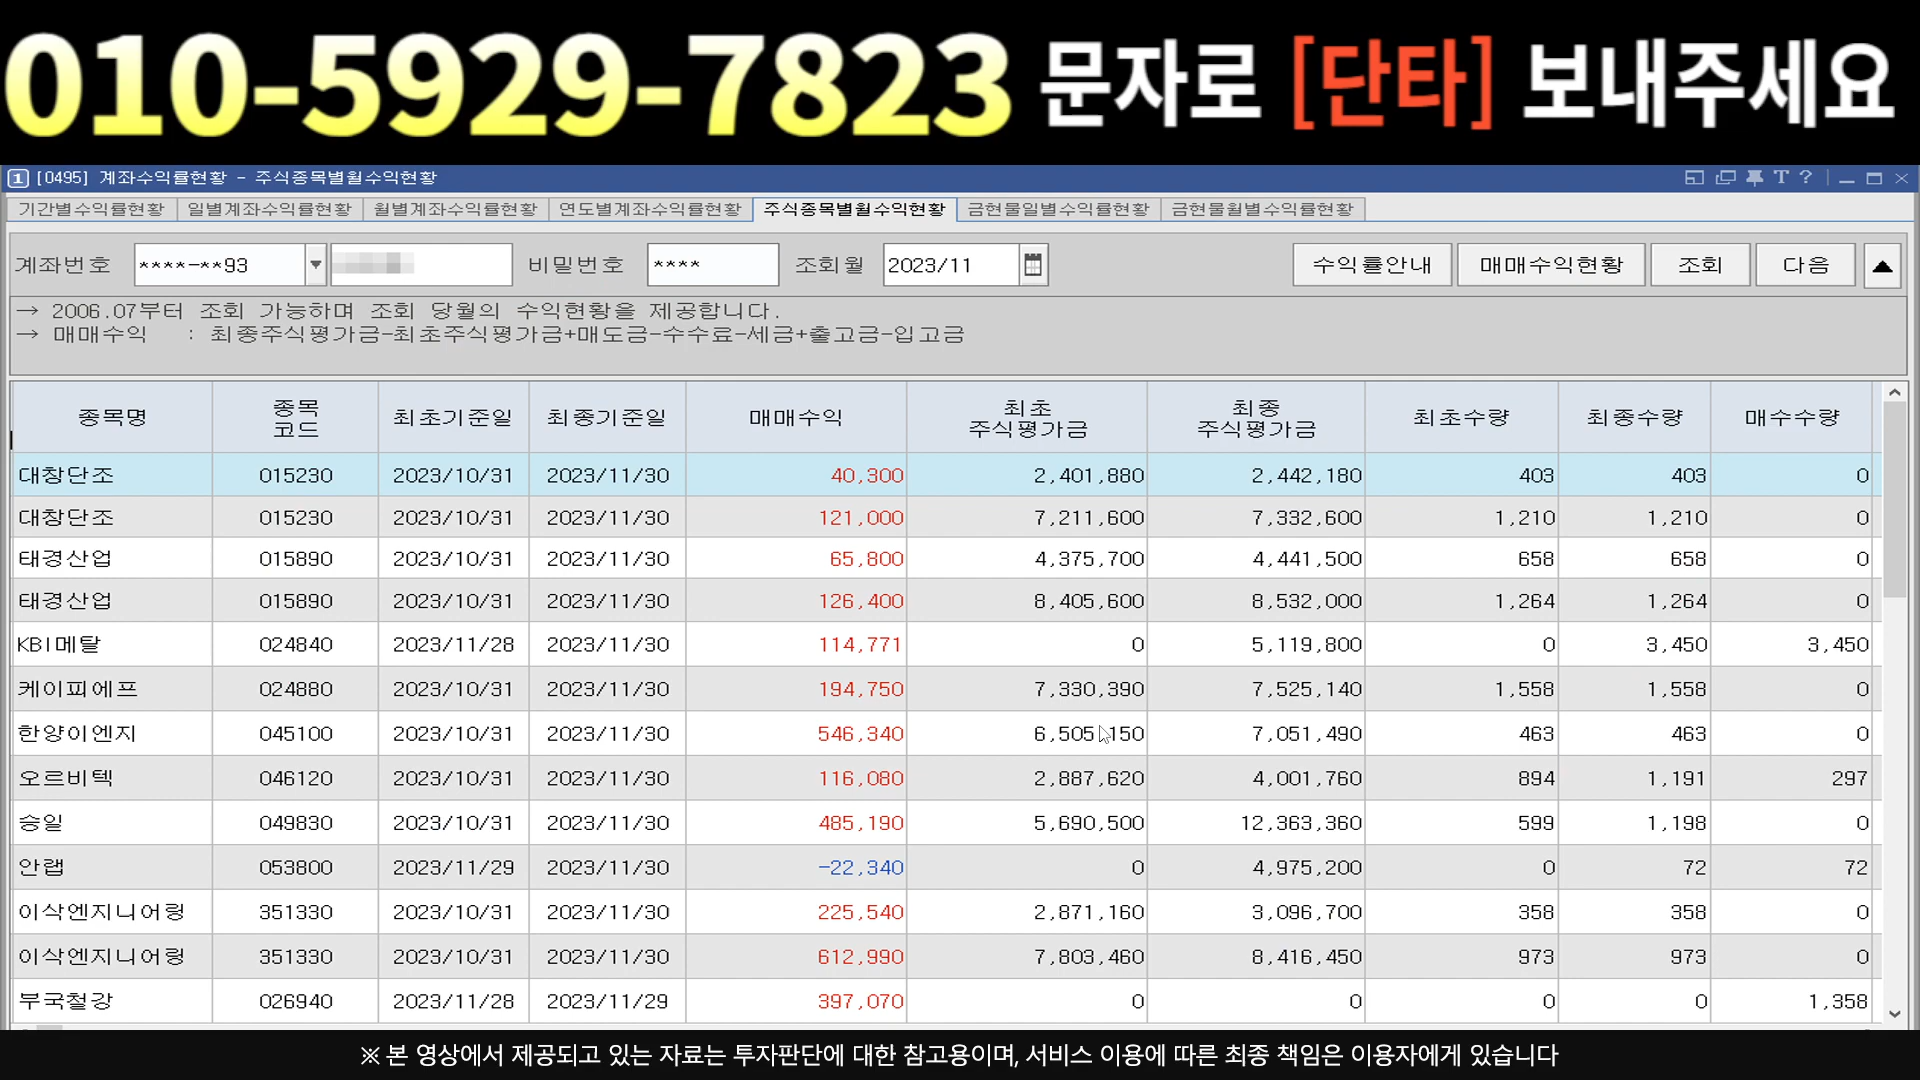 010-5929-7823 문자로 [단타] 보내주세요
1 [0495] 계좌수익률현황 - 주식종목별월수익현황 T ?
기간별수익률현황 일별계좌수익률현황 월별계좌수익률현황 연도별계좌수익률현황 주식종목별월수익현황 금현물일별수익률현황 금현물월별수익률현황
계좌번호 ****-**93 비밀번호 **** 조회월 2023/11 수익률안내 매매수익현황 조회 다음 ▲
→ 2006.07부터 조회 가능하며 조회 당월의 수익현황을 제공합니다.
→ 매매수익 : 최종주식평가금-최초주식평가금+매도금-수수료-세금+출고금-입고금
종목명 종목코드 최초기준일 최종기준일 매매수익 최초주식평가금 최종주식평가금 최초수량 최종수량 매수수량
대창단조 015230 2023/10/31 2023/11/30 40,300 2,401,880 2,442,180 403 403 0
대창단조 015230 2023/10/31 2023/11/30 121,000 7,211,600 7,332,600 1,210 1,210 0
태경산업 015890 2023/10/31 2023/11/30 65,800 4,375,700 4,441,500 658 658 0
태경산업 015890 2023/10/31 2023/11/30 126,400 8,405,600 8,532,000 1,264 1,264 0
KBI메탈 024840 2023/11/28 2023/11/30 114,771 0 5,119,800 0 3,450 3,450
케이피에프 024880 2023/10/31 2023/11/30 194,750 7,330,390 7,525,140 1,558 1,558 0
한양이엔지 045100 2023/10/31 2023/11/30 546,340 6,505,150 7,051,490 463 463 0
오르비텍 046120 2023/10/31 2023/11/30 116,080 2,887,620 4,001,760 894 1,191 297
승일 049830 2023/10/31 2023/11/30 485,190 5,690,500 12,363,360 599 1,198 0
안랩 053800 2023/11/29 2023/11/30 -22,340 0 4,975,200 0 72 72
이삭엔지니어링 351330 2023/10/31 2023/11/30 225,540 2,871,160 3,096,700 358 358 0
이삭엔지니어링 351330 2023/10/31 2023/11/30 612,990 7,803,460 8,416,450 973 973 0
부국철강 026940 2023/11/28 2023/11/29 397,070 0 0 0 0 1,358
※ 본 영상에서 제공되고 있는 자료는 투자판단에 대한 참고용이며, 서비스 이용에 따른 최종 책임은 이용자에게 있습니다